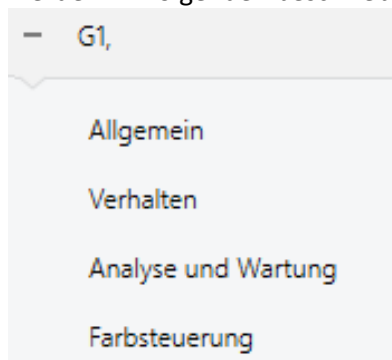 G1,
Allgemein
Verhalten
Analyse und Wartung
Farbsteuerung